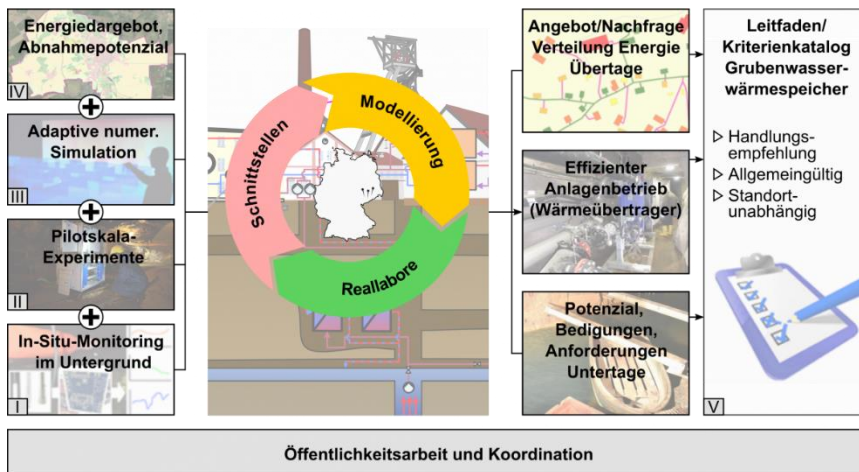 Energiedargebot,
Abnahmepotenzial
IV
Adaptive numer.
Simulation
III
Pilotskala-
Experimente
II
In-Situ-Monitoring
im Untergrund
I
Schnittstellen
Modellierung
Reallabore
Angebot/Nachfrage
Verteilung Energie
Übertage
Effizienter
Anlagenbetrieb
(Wärmeübertrager)
Potenzial,
Bedigungen,
Anforderungen
Untertage
Leitfaden/
Kriterienkatalog
Grubenwasser-
wärmespeicher
Handlungs-
empfehlung
Allgemeingültig
Standort-
unabhängig
V
Öffentlichkeitsarbeit und Koordination